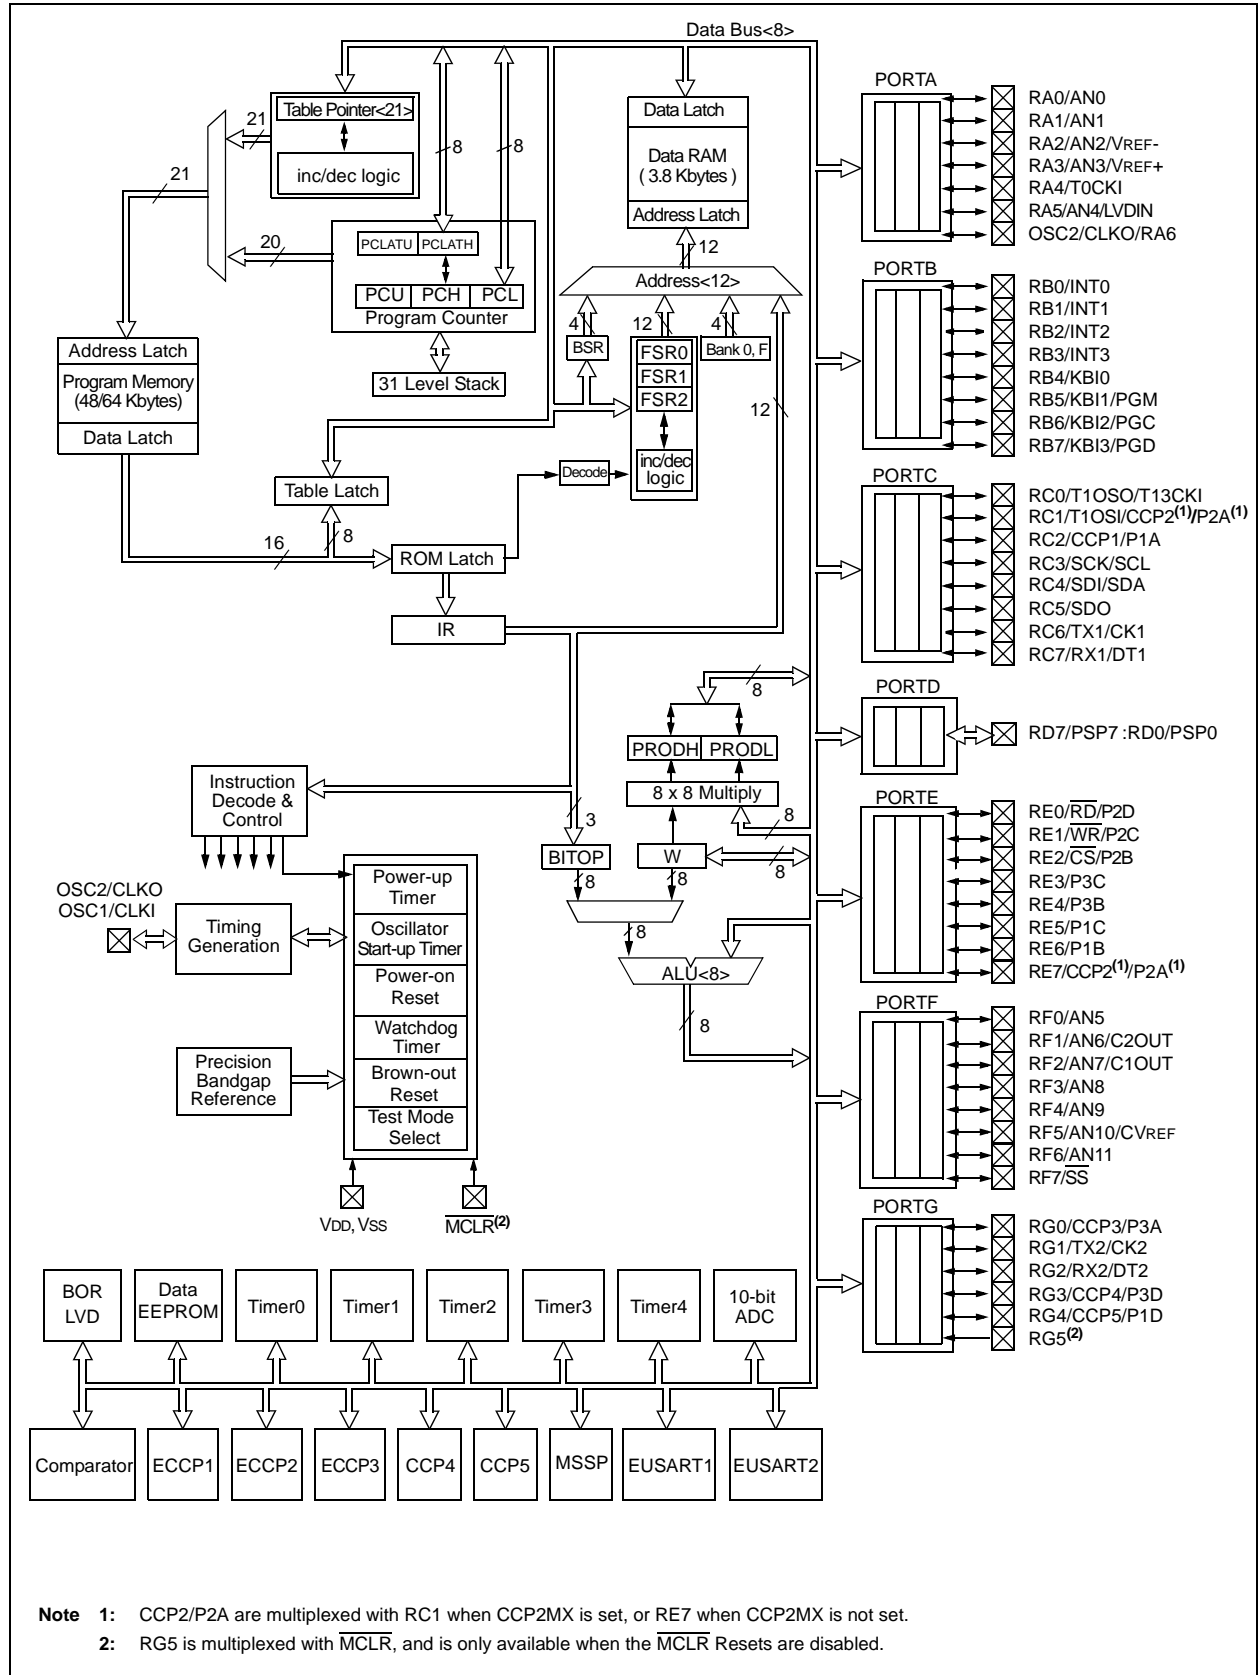 Data Bus<8>
Table Pointer<21>
inc/dec logic
21
21
20
8
8
PCLATU
PCLATH
PCU
PCH
PCL
Program Counter
31 Level Stack
Data Latch
Data RAM
( 3.8 Kbytes )
Address Latch
12
Address<12>
4
12
4
BSR
FSR0
FSR1
FSR2
Bank 0, F
inc/dec
logic
12
Address Latch
Program Memory
(48/64 Kbytes)
Data Latch
Table Latch
Decode
16
8
ROM Latch
IR
8
PRODH
PRODL
8 x 8 Multiply
Instruction
Decode &
Control
3
8
BITOP
W
8
8
8
8
ALU<8>
8
OSC2/CLKO
OSC1/CLKI
Timing
Generation
Power-up
Timer
Oscillator
Start-up Timer
Power-on
Reset
Watchdog
Timer
Brown-out
Reset
Test Mode
Select
Precision
Bandgap
Reference
VDD, VSS
MCLR(2)
PORTA
RA0/AN0
RA1/AN1
RA2/AN2/VREF-
RA3/AN3/VREF+
RA4/T0CKI
RA5/AN4/LVDIN
OSC2/CLKO/RA6
PORTB
RB0/INT0
RB1/INT1
RB2/INT2
RB3/INT3
RB4/KBI0
RB5/KBI1/PGM
RB6/KBI2/PGC
RB7/KBI3/PGD
PORTC
RC0/T1OSO/T13CKI
RC1/T1OSI/CCP2(1)/P2A(1)
RC2/CCP1/P1A
RC3/SCK/SCL
RC4/SDI/SDA
RC5/SDO
RC6/TX1/CK1
RC7/RX1/DT1
PORTD
RD7/PSP7 :RD0/PSP0
PORTE
RE0/RD/P2D
RE1/WR/P2C
RE2/CS/P2B
RE3/P3C
RE4/P3B
RE5/P1C
RE6/P1B
RE7/CCP2(1)/P2A(1)
PORTF
RF0/AN5
RF1/AN6/C2OUT
RF2/AN7/C1OUT
RF3/AN8
RF4/AN9
RF5/AN10/CVREF
RF6/AN11
RF7/SS
PORTG
RG0/CCP3/P3A
RG1/TX2/CK2
RG2/RX2/DT2
RG3/CCP4/P3D
RG4/CCP5/P1D
RG5(2)
BOR
LVD
Data
EEPROM
Timer0
Timer1
Timer2
Timer3
Timer4
10-bit
ADC
Comparator
ECCP1
ECCP2
ECCP3
CCP4
CCP5
MSSP
EUSART1
EUSART2
Note 1: CCP2/P2A are multiplexed with RC1 when CCP2MX is set, or RE7 when CCP2MX is not set.
2: RG5 is multiplexed with MCLR, and is only available when the MCLR Resets are disabled.